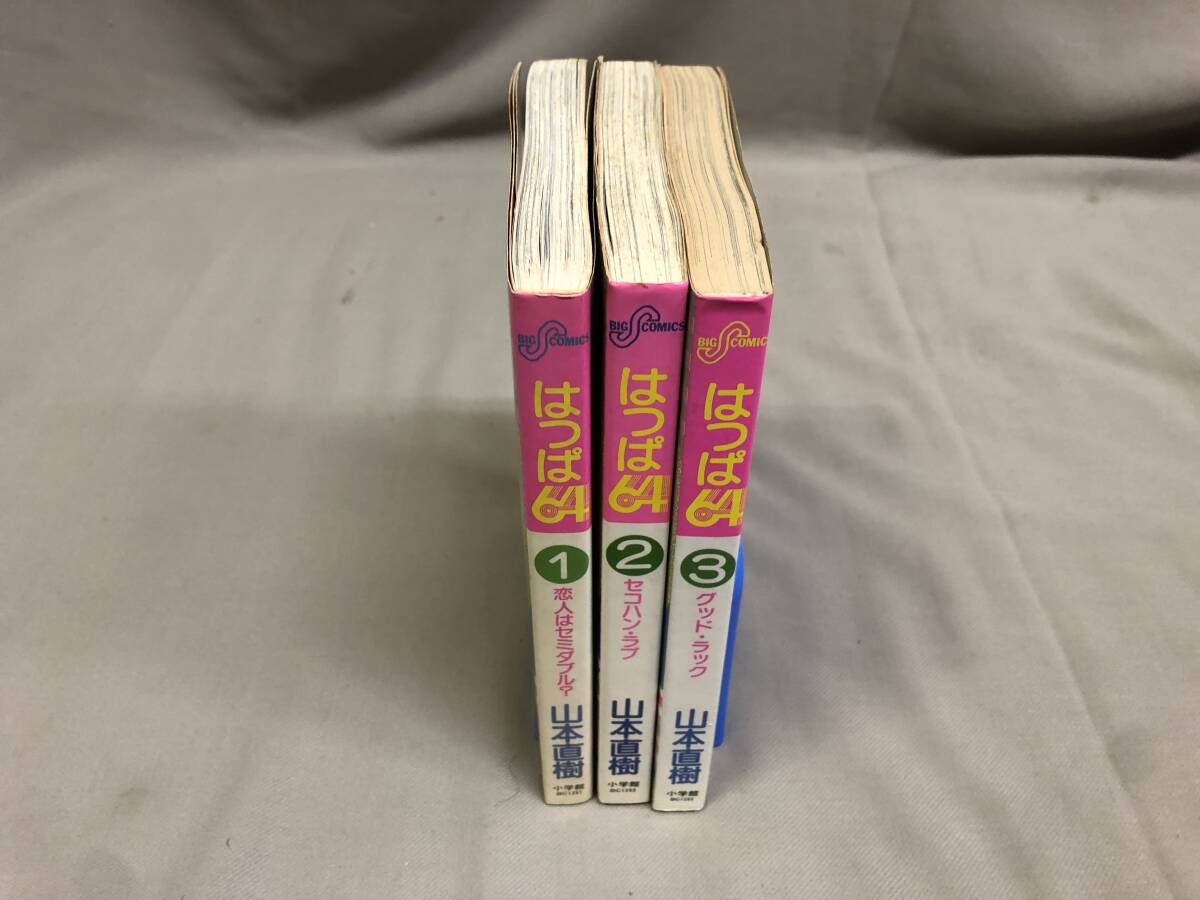 BIG S COMICS
はっぱ64
1
恋人はセミダブル?
山本直樹
小学館
BIG S COMICS
はっぱ64
2
セコハン・ラブ
山本直樹
小学館
BIG S COMICS
はっぱ64
3
グッド・ラック
山本直樹
小学館